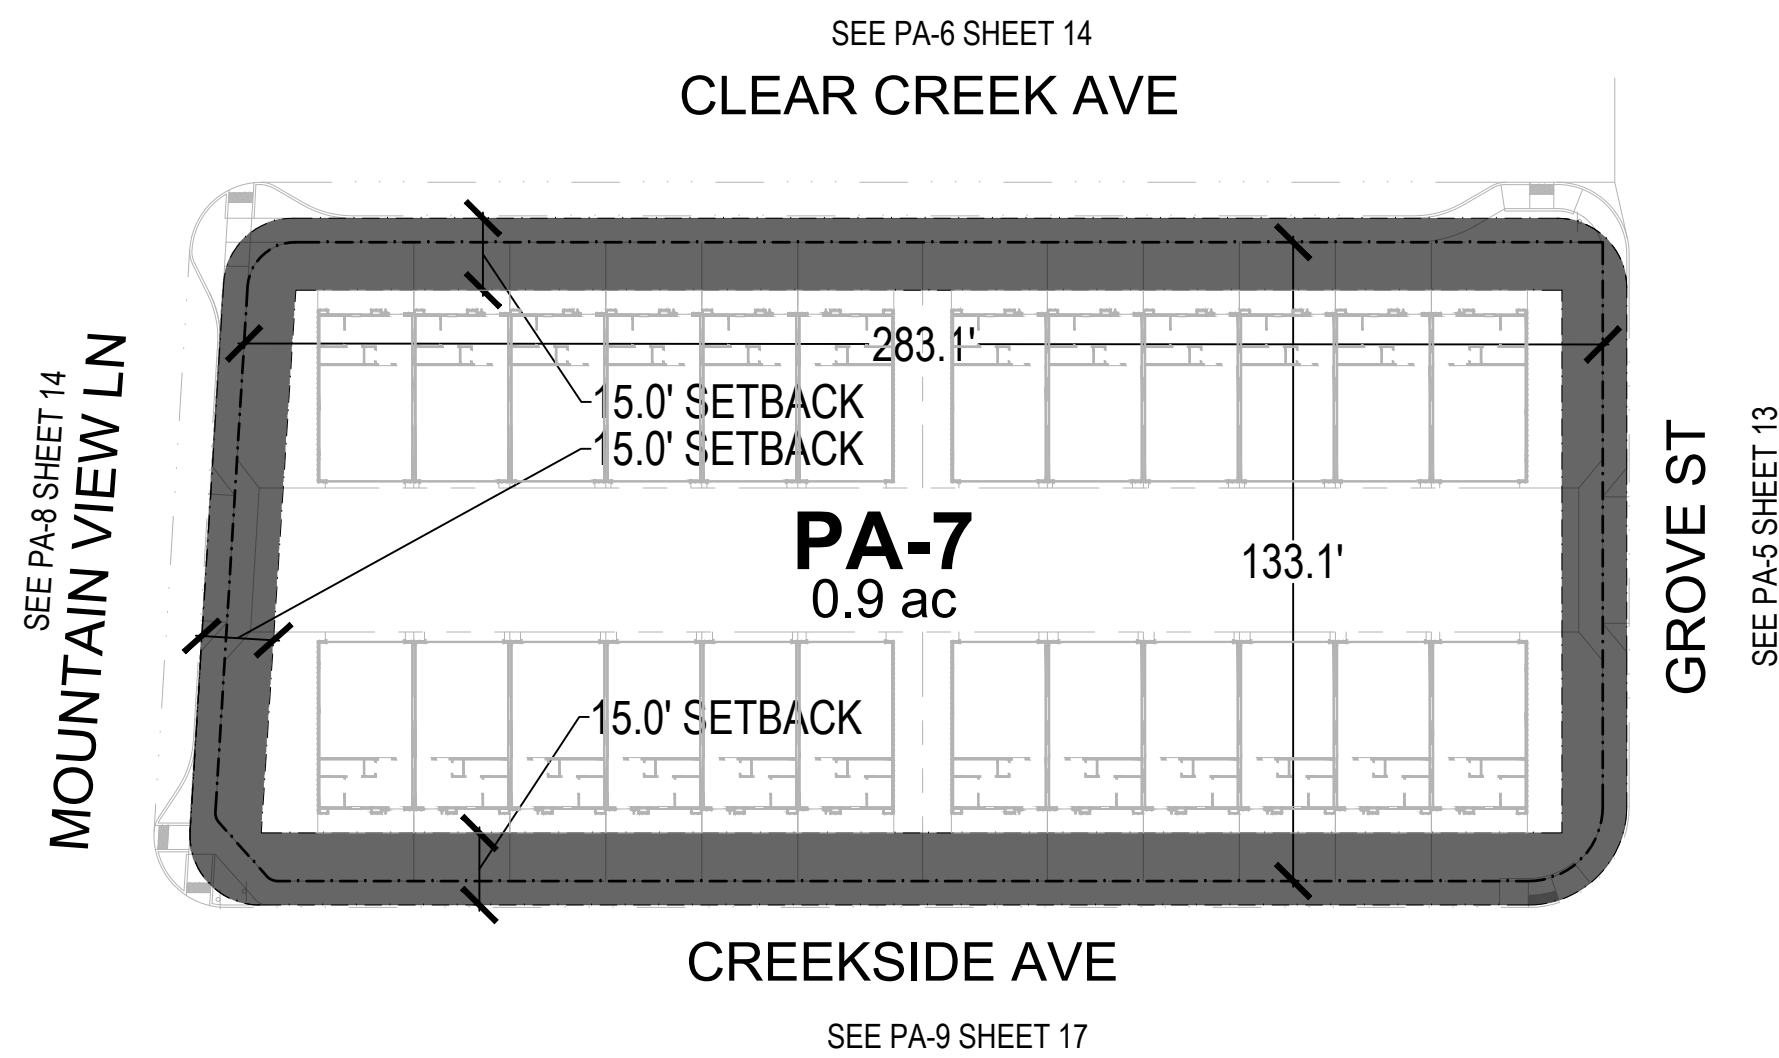 SEE PA-6 SHEET 14
CLEAR CREEK AVE
283.1'
15.0' SETBACK
15.0' SETBACK
SEE PA-8 SHEET 14
MOUNTAIN VIEW LN
PA-7
0.9 ac
133.1'
GROVE ST
SEE PA-5 SHEET 13
15.0' SETBACK
CREEKSIDE AVE
SEE PA-9 SHEET 17